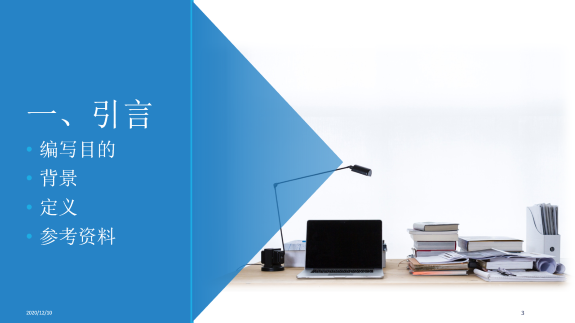 一、引言
编写目的
背景
定义
参考资料
2020/12/10
3